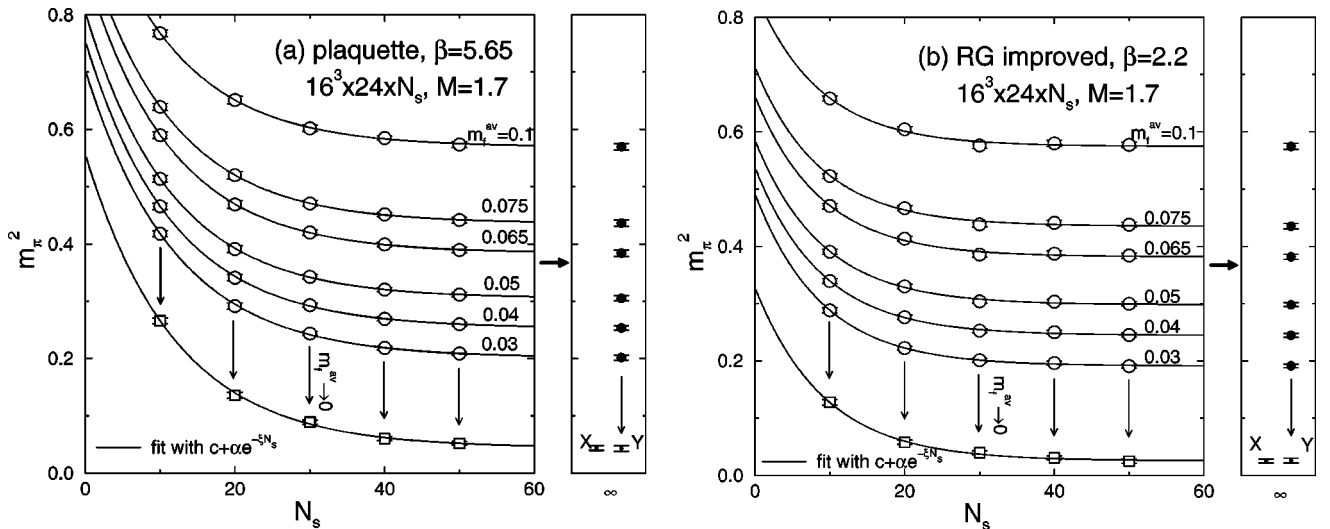 0.8
0.6
0.4
0.2
0.0
m_π^2
(a) plaquette, β=5.65
16^3x24xN_s, M=1.7
m_f^av=0.1
0.075
0.065
0.05
0.04
0.03
m_f^av→0
fit with c+αe^-ξN_s
0 20 40 60
N_s
X Y
∞
0.8
0.6
0.4
0.2
0.0
m_π^2
(b) RG improved, β=2.2
16^3x24xN_s, M=1.7
m_f^av=0.1
0.075
0.065
0.05
0.04
0.03
m_f^av→0
fit with c+αe^-ξN_s
0 20 40 60
N_s
X Y
∞